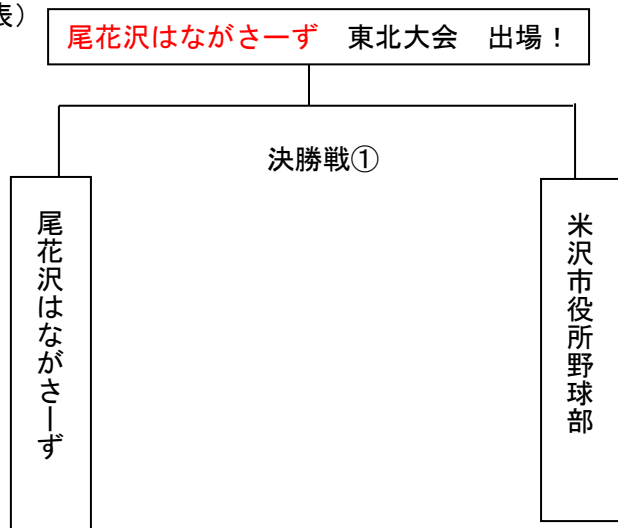 表）
尾花沢はながさーず　東北大会　出場！
決勝戦①
尾花沢はながさーず
米沢市役所野球部